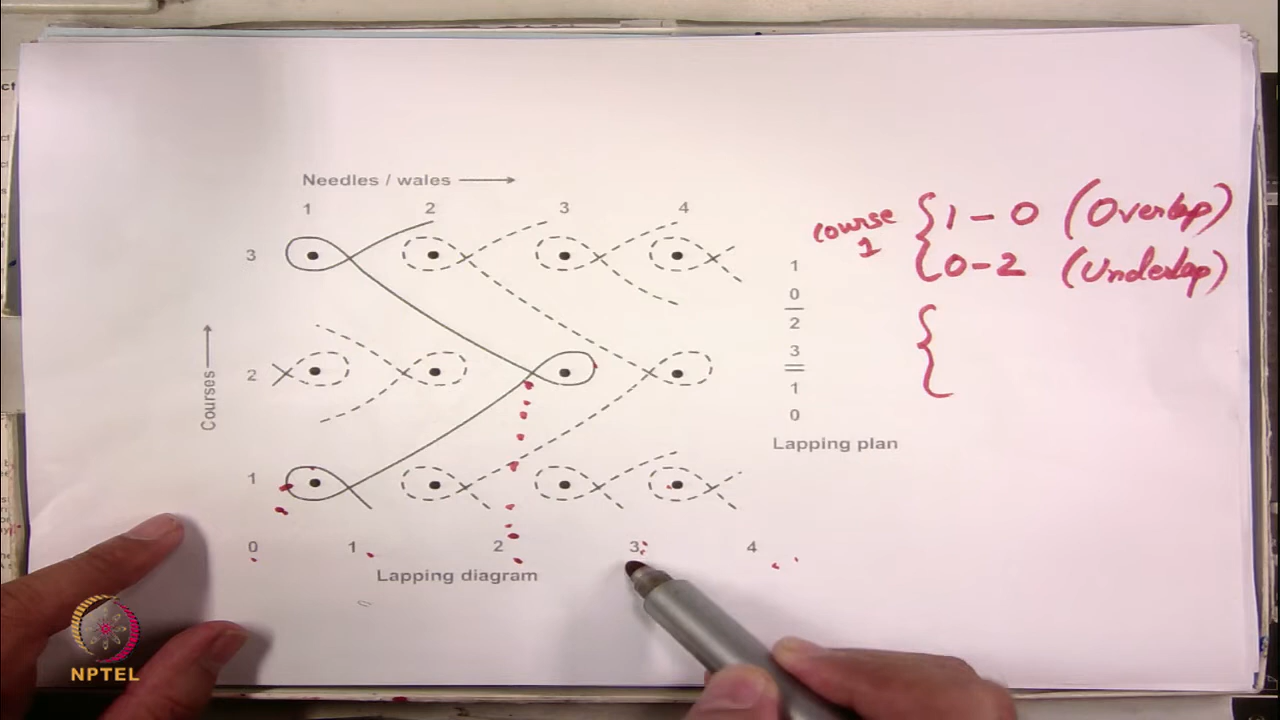 Needles / wales
1 2 3 4
3
Courses
2
1
0 1 2 3 4
Lapping diagram
1
0
2
3
1
0
Lapping plan
course 1
1 - 0 (Overlap)
0 - 2 (Underlap)
NPTEL